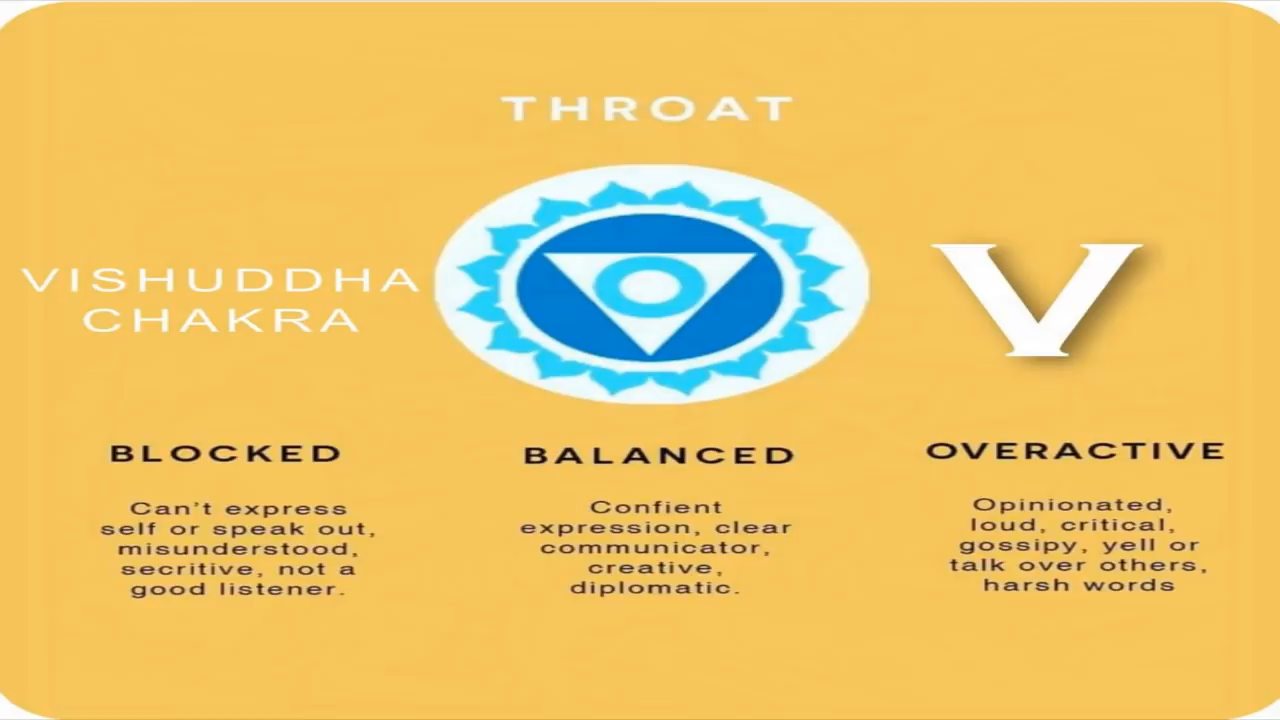 THROAT
VISHUDDHA
CHAKRA
V
BLOCKED
Can't express
self or speak out,
misunderstood,
secritive, not a
good listener.
BALANCED
Confient
expression, clear
communicator,
creative,
diplomatic.
OVERACTIVE
Opinionated,
loud, critical,
gossipy, yell or
talk over others,
harsh words